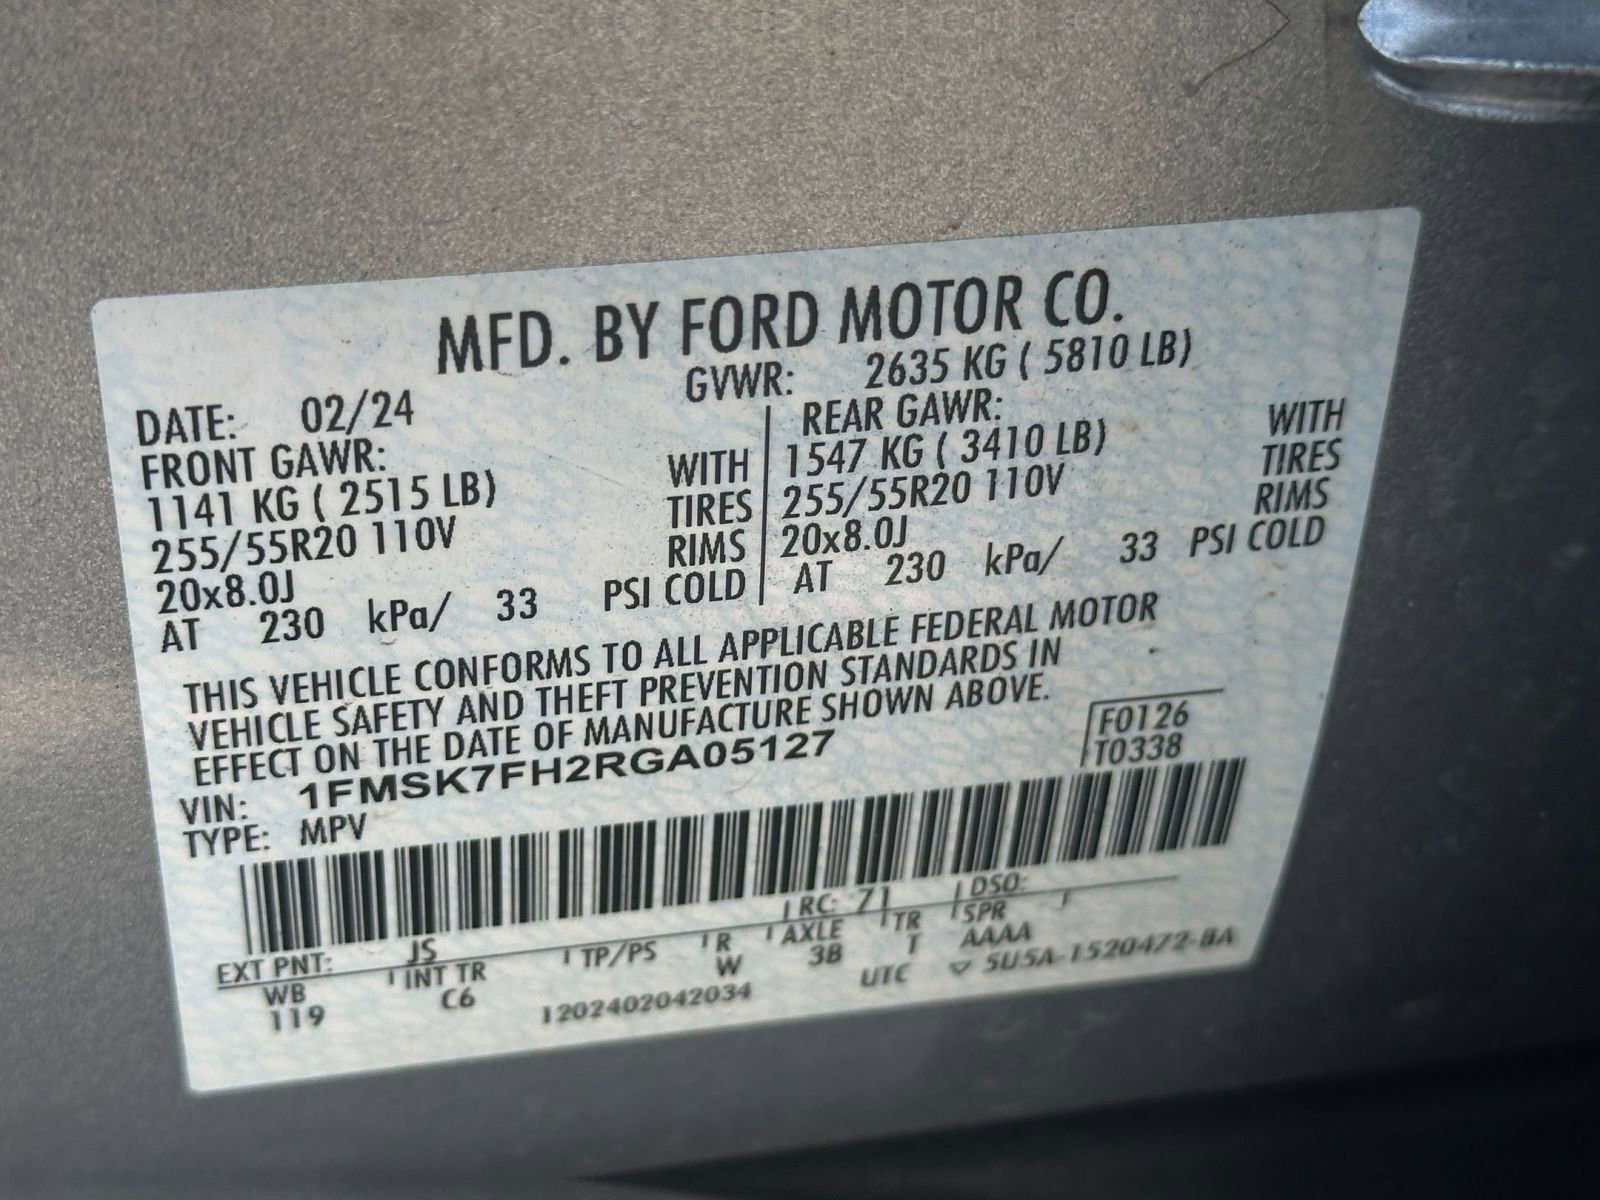 MFD. BY FORD MOTOR CO.
DATE: 02/24 GVWR: 2635 KG ( 5810 LB)
FRONT GAWR: REAR GAWR:
1141 KG ( 2515 LB) WITH 1547 KG ( 3410 LB) WITH
255/55R20 110V TIRES 255/55R20 110V TIRES
20x8.0J RIMS 20x8.0J RIMS
AT 230 kPa/ 33 PSI COLD AT 230 kPa/ 33 PSI COLD
THIS VEHICLE CONFORMS TO ALL APPLICABLE FEDERAL MOTOR
VEHICLE SAFETY AND THEFT PREVENTION STANDARDS IN
EFFECT ON THE DATE OF MANUFACTURE SHOWN ABOVE.
VIN: 1FMSK7FH2RGA05127 F0126
TYPE: MPV T0338
EXT PNT: JS RC: 71 DSO:
WB INT TR TP/PS R AXLE TR SPR
119 C6 W 3B T AAAA
1202402042034 UTC ▽ 5U5A-1520472-BA